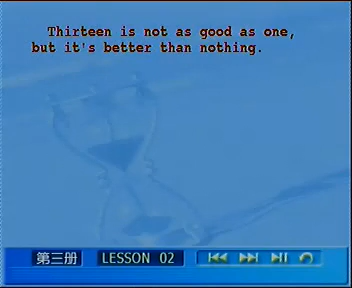 Thirteen is not as good as one,
but it's better than nothing.
第三册 LESSON 02